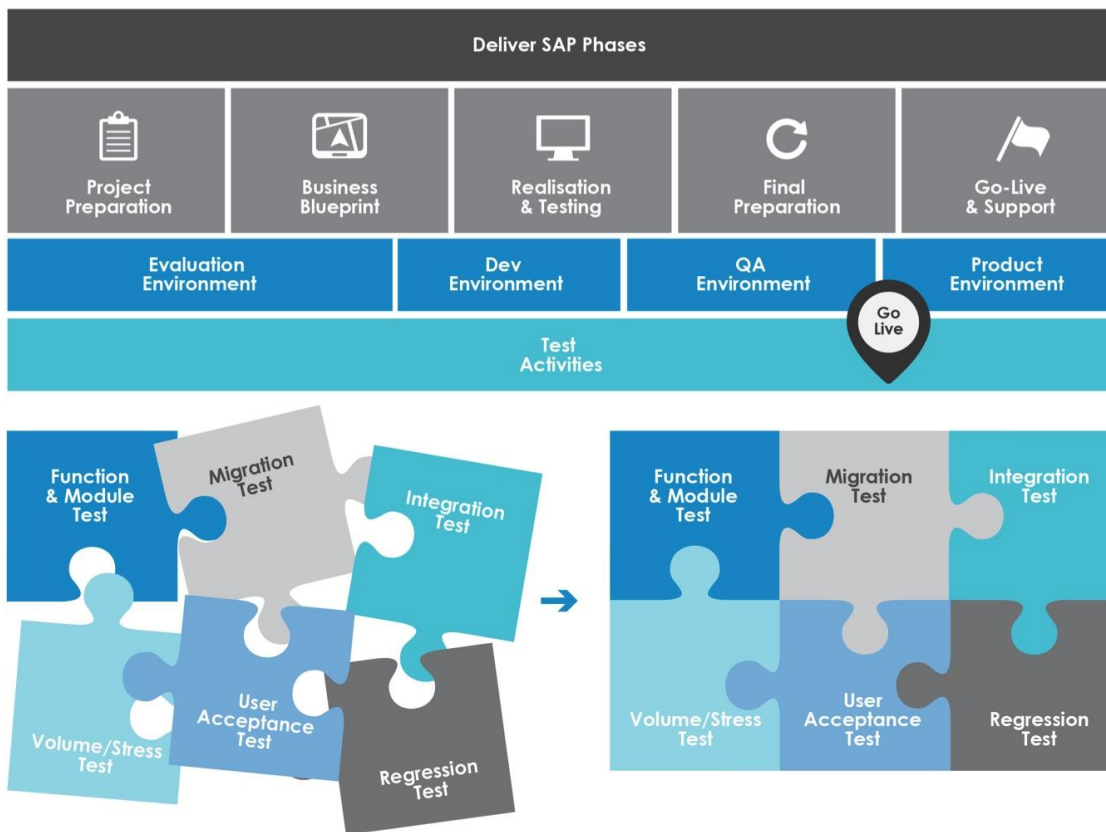 Deliver SAP Phases
Project
Preparation
Business
Blueprint
Realisation
& Testing
Final
Preparation
Go-Live
& Support
Evaluation
Environment
Dev
Environment
QA
Environment
Product
Environment
Go
Live
Test
Activities
Function
& Module
Test
Migration
Test
Integration
Test
Volume/Stress
Test
User
Acceptance
Test
Regression
Test
Function
& Module
Test
Migration
Test
Integration
Test
Volume/Stress
Test
User
Acceptance
Test
Regression
Test